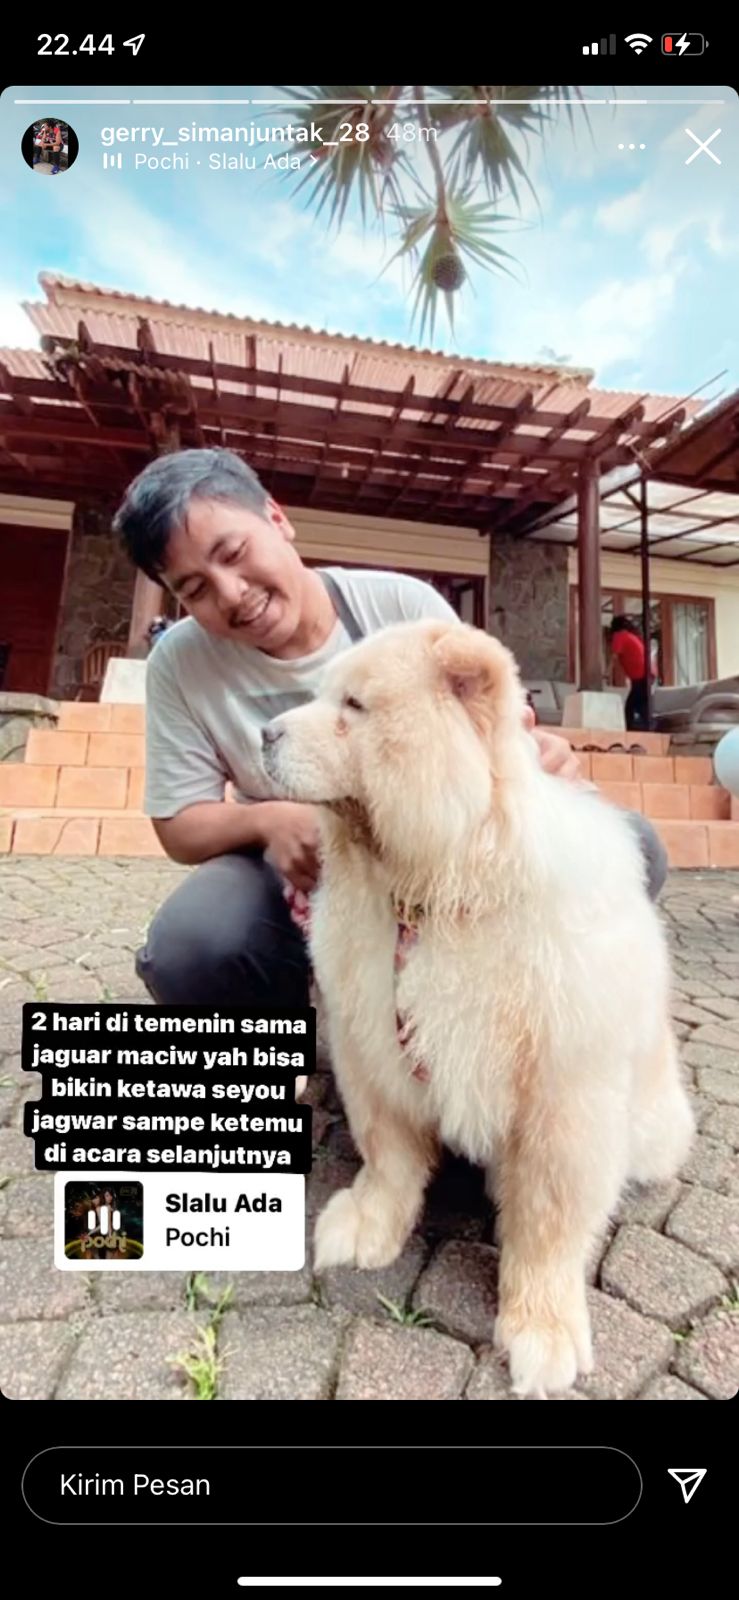 22.44
gerry_simanjuntak_28 48m
Pochi · Slalu Ada >
2 hari di temenin sama
jaguar maciw yah bisa
bikin ketawa seyou
jagwar sampe ketemu
di acara selanjutnya
Slalu Ada
Pochi
pochi
Kirim Pesan